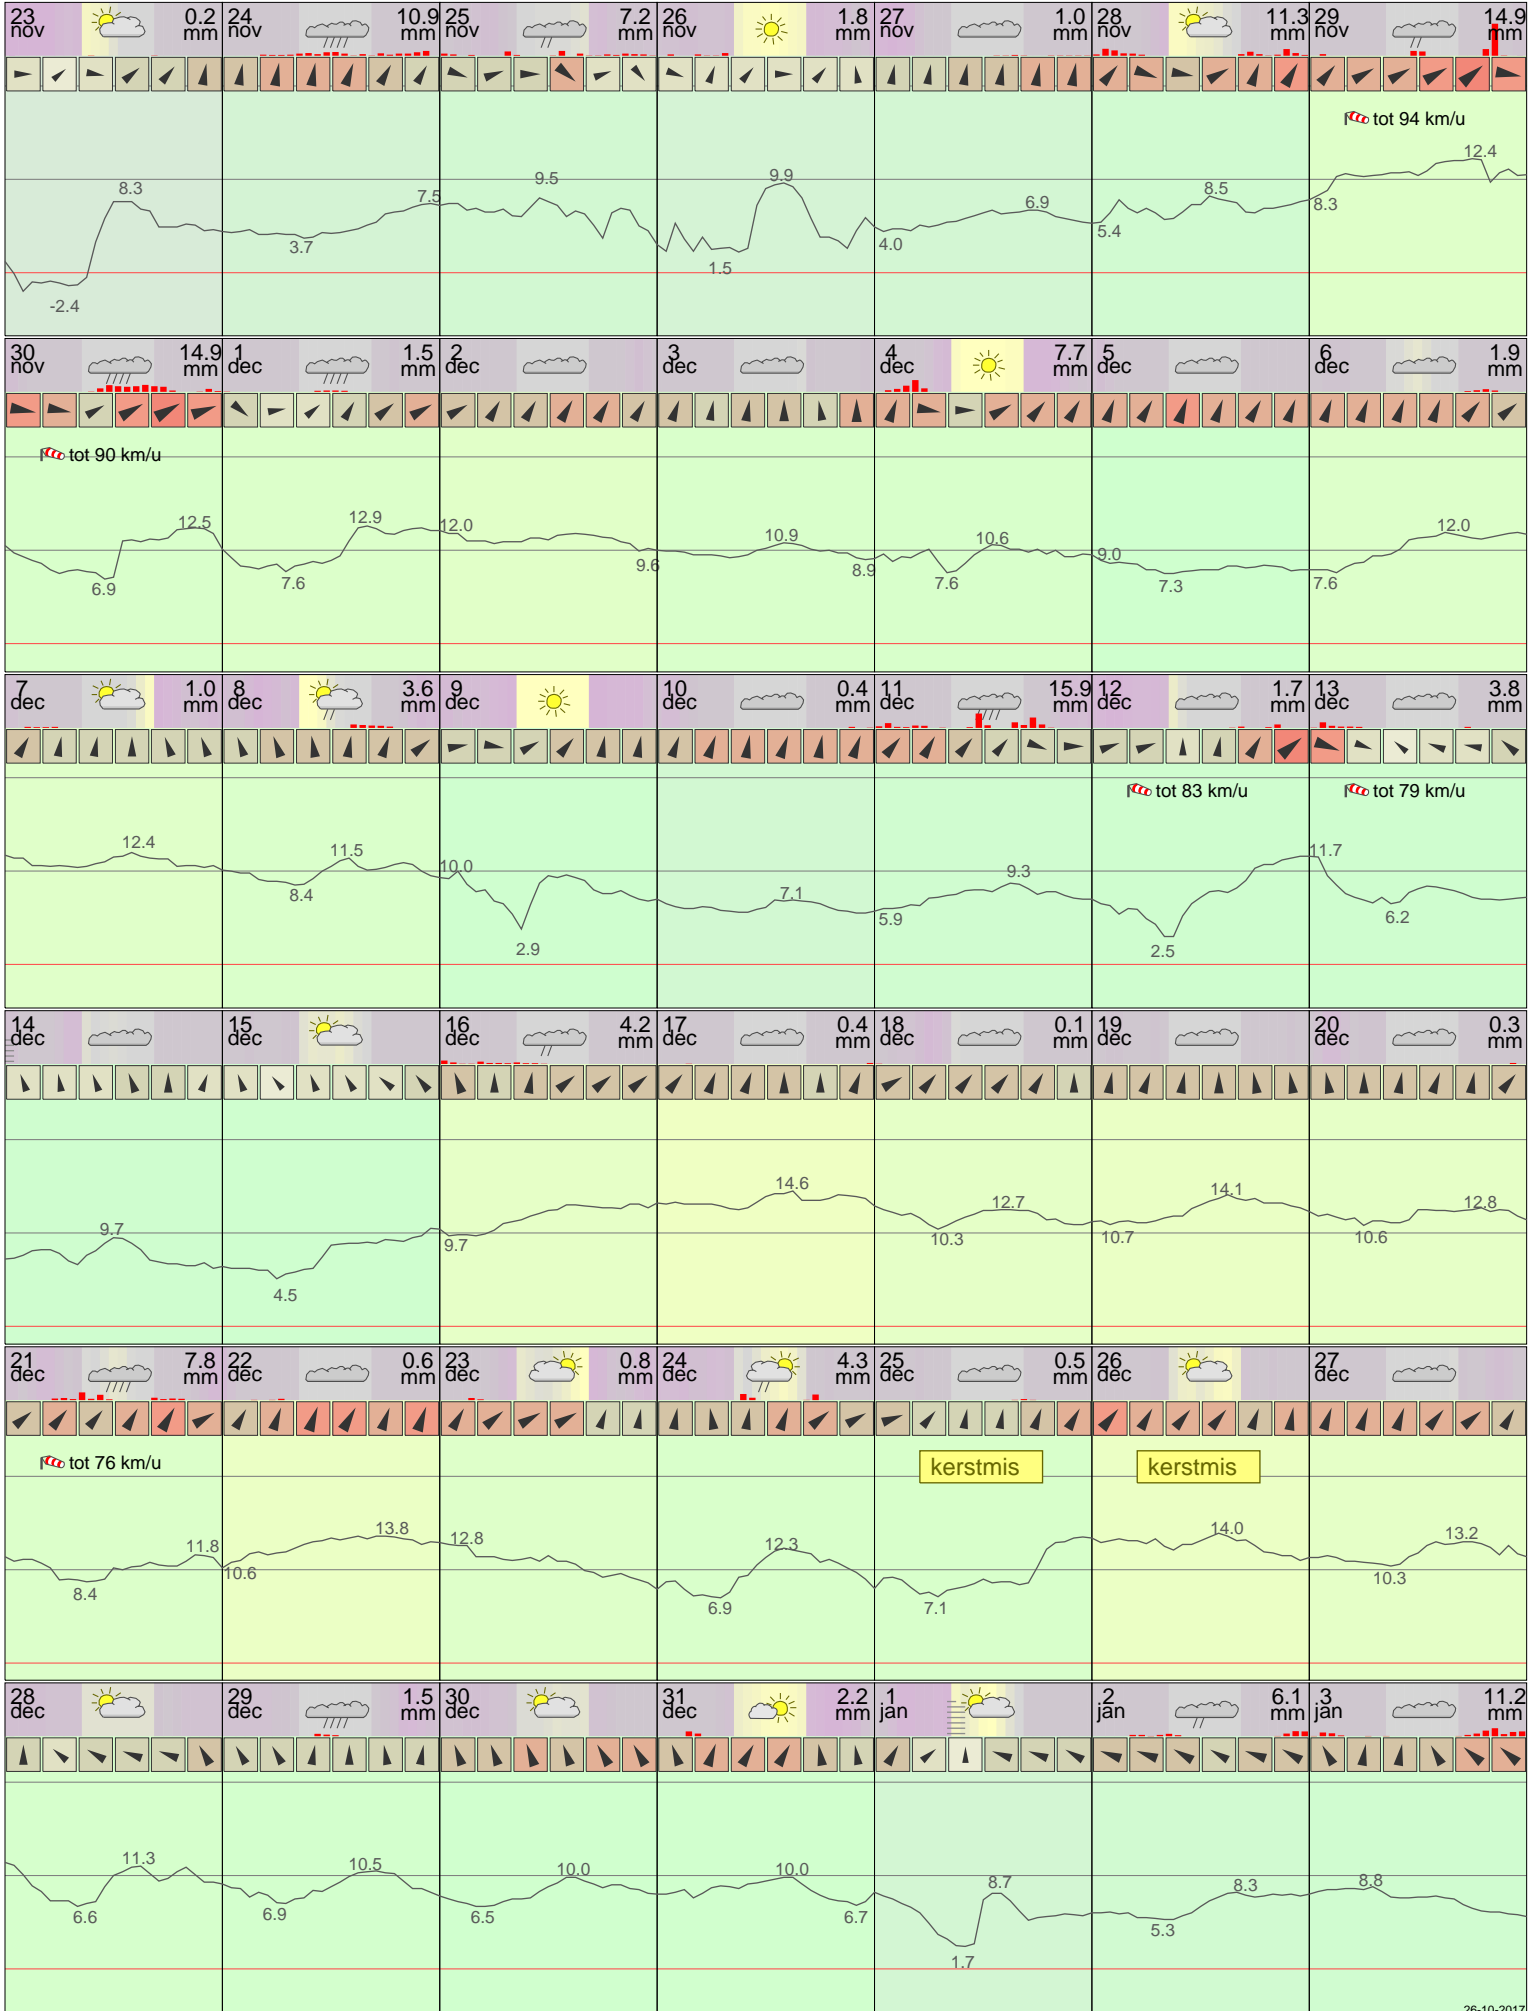 23 nov 0.2 mm
24 nov 10.9 mm
25 nov 7.2 mm
26 nov 1.8 mm
27 nov 1.0 mm
28 nov 11.3 mm
29 nov 14.9 mm
tot 94 km/u
8.3 -2.4
3.7 7.5
9.5
1.5 9.9
4.0 6.9
5.4 8.5
8.3 12.4
30 nov 14.9 mm
1 dec 1.5 mm
2 dec
3 dec
4 dec 7.7 mm
5 dec
6 dec 1.9 mm
tot 90 km/u
6.9 12.5
7.6 12.9
12.0 9.6
10.9 8.9
7.6 10.6
9.0 7.3
7.6 12.0
7 dec 1.0 mm
8 dec 3.6 mm
9 dec
10 dec 0.4 mm
11 dec 15.9 mm
12 dec 1.7 mm
13 dec 3.8 mm
tot 83 km/u
tot 79 km/u
12.4
8.4 11.5
10.0 2.9
7.1
5.9 9.3
2.5
11.7 6.2
14 dec
15 dec
16 dec 4.2 mm
17 dec 0.4 mm
18 dec 0.1 mm
19 dec
20 dec 0.3 mm
9.7
4.5
9.7
14.6
10.3 12.7
10.7 14.1
10.6 12.8
21 dec 7.8 mm
22 dec 0.6 mm
23 dec 0.8 mm
24 dec 4.3 mm
25 dec 0.5 mm
26 dec
27 dec
tot 76 km/u
kerstmis
kerstmis
8.4 11.8
10.6 13.8
12.8
6.9 12.3
7.1
14.0
10.3 13.2
28 dec
29 dec 1.5 mm
30 dec
31 dec 2.2 mm
1 jan
2 jan 6.1 mm
3 jan 11.2 mm
6.6 11.3
6.9 10.5
6.5 10.0
10.0 6.7
1.7 8.7
5.3 8.3
8.8
26-10-2017